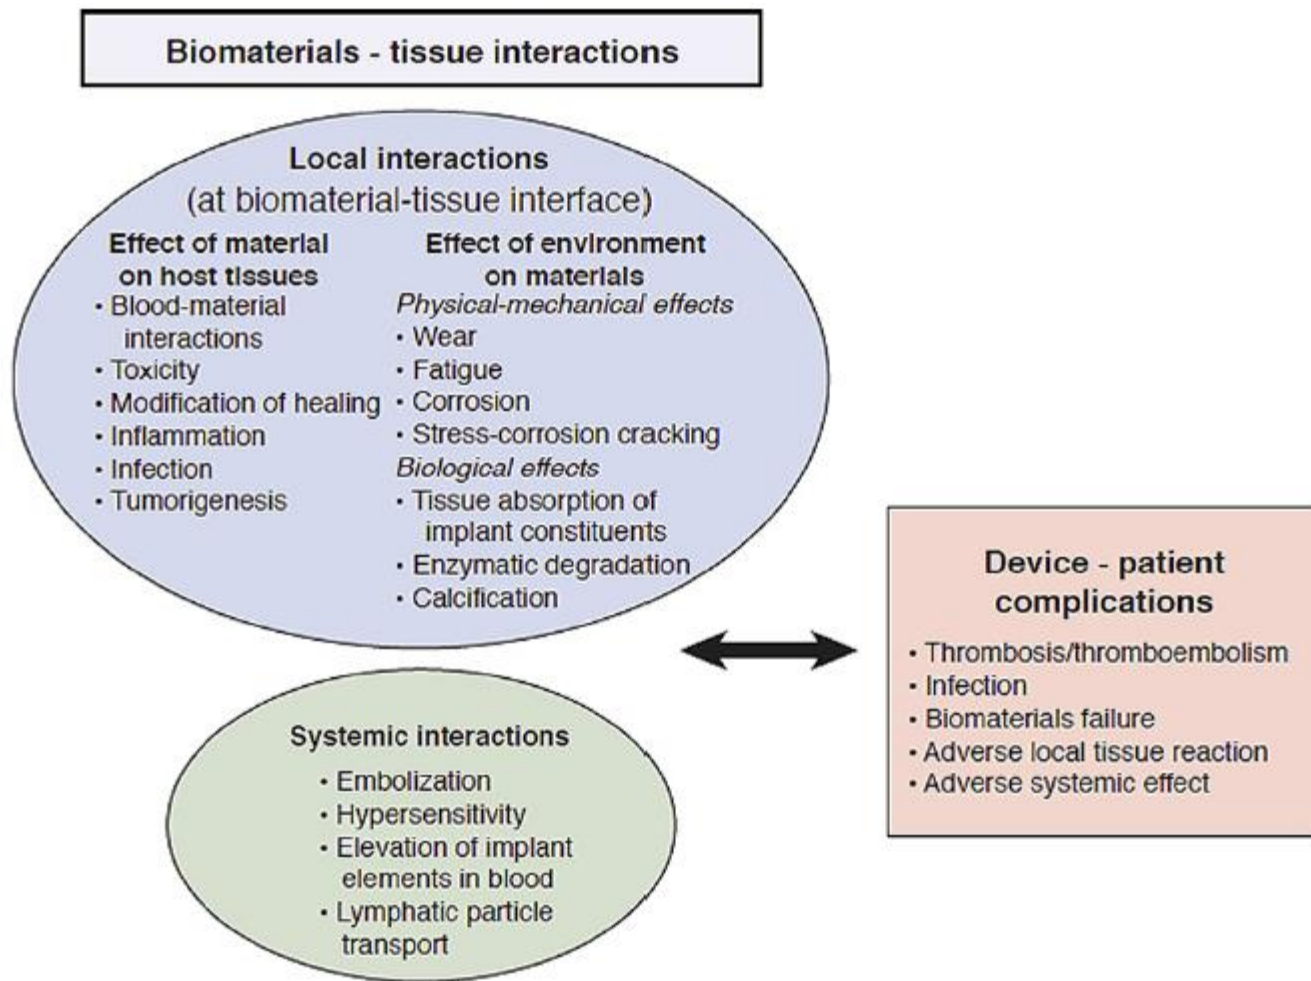 Biomaterials - tissue interactions
Local interactions
(at biomaterial-tissue interface)
Effect of material
on host tissues
• Blood-material
interactions
• Toxicity
• Modification of healing
• Inflammation
• Infection
• Tumorigenesis
Effect of environment
on materials
Physical-mechanical effects
• Wear
• Fatigue
• Corrosion
• Stress-corrosion cracking
Biological effects
• Tissue absorption of
implant constituents
• Enzymatic degradation
• Calcification
Systemic interactions
• Embolization
• Hypersensitivity
• Elevation of implant
elements in blood
• Lymphatic particle
transport
Device - patient
complications
• Thrombosis/thromboembolism
• Infection
• Biomaterials failure
• Adverse local tissue reaction
• Adverse systemic effect